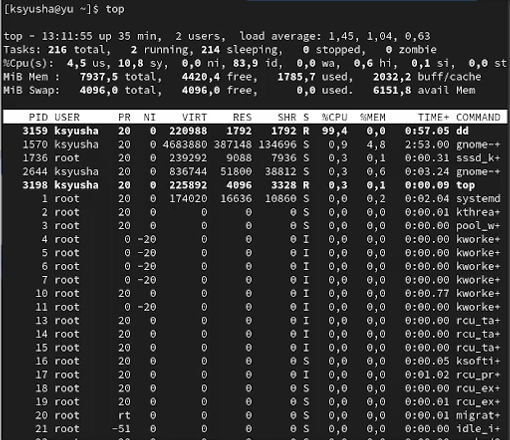 [ksyusha@yu ~]$ top
top - 13:11:55 up 35 min,  2 users,  load average: 1,45, 1,04, 0,63
Tasks: 216 total,   2 running, 214 sleeping,   0 stopped,   0 zombie
%Cpu(s):  4,5 us, 10,8 sy,  0,0 ni, 83,9 id,  0,0 wa,  0,6 hi,  0,1 si,  0,0 st
MiB Mem :   7937,5 total,   4420,4 free,   1785,7 used,   2032,2 buff/cache
MiB Swap:   4096,0 total,   4096,0 free,      0,0 used.   6151,8 avail Mem
PID USER      PR  NI    VIRT    RES    SHR S  %CPU  %MEM     TIME+ COMMAND
3159 ksyusha   20   0  220988   1792   1792 R  99,4   0,0   0:57.05 dd
1570 ksyusha   20   0 4683880 387148 134696 S   0,9   4,8   2:53.00 gnome-+
1736 root      20   0  239292   9088   7936 S   0,3   0,1   0:00.31 sssd_k+
2644 ksyusha   20   0  836744  51800  38812 S   0,3   0,6   0:03.24 gnome-+
3198 ksyusha   20   0  225892   4096   3328 R   0,3   0,1   0:00.09 top
1 root      20   0  174020  16636  10860 S   0,0   0,2   0:02.04 systemd
2 root      20   0       0      0      0 S   0,0   0,0   0:00.01 kthrea+
3 root      20   0       0      0      0 S   0,0   0,0   0:00.00 pool_w+
4 root       0 -20       0      0      0 I   0,0   0,0   0:00.00 kworke+
5 root       0 -20       0      0      0 I   0,0   0,0   0:00.00 kworke+
6 root       0 -20       0      0      0 I   0,0   0,0   0:00.00 kworke+
7 root       0 -20       0      0      0 I   0,0   0,0   0:00.00 kworke+
10 root      20   0       0      0      0 I   0,0   0,0   0:00.77 kworke+
11 root       0 -20       0      0      0 I   0,0   0,0   0:00.00 kworke+
13 root      20   0       0      0      0 I   0,0   0,0   0:00.00 rcu_ta+
14 root      20   0       0      0      0 I   0,0   0,0   0:00.00 rcu_ta+
15 root      20   0       0      0      0 I   0,0   0,0   0:00.00 rcu_ta+
16 root      20   0       0      0      0 S   0,0   0,0   0:00.05 ksofti+
17 root      20   0       0      0      0 I   0,0   0,0   0:01.02 rcu_pr+
18 root      20   0       0      0      0 S   0,0   0,0   0:00.00 rcu_ex+
19 root      20   0       0      0      0 S   0,0   0,0   0:00.01 rcu_ex+
20 root      rt   0       0      0      0 S   0,0   0,0   0:00.00 migrat+
21 root     -51   0       0      0      0 S   0,0   0,0   0:00.00 idle_i+